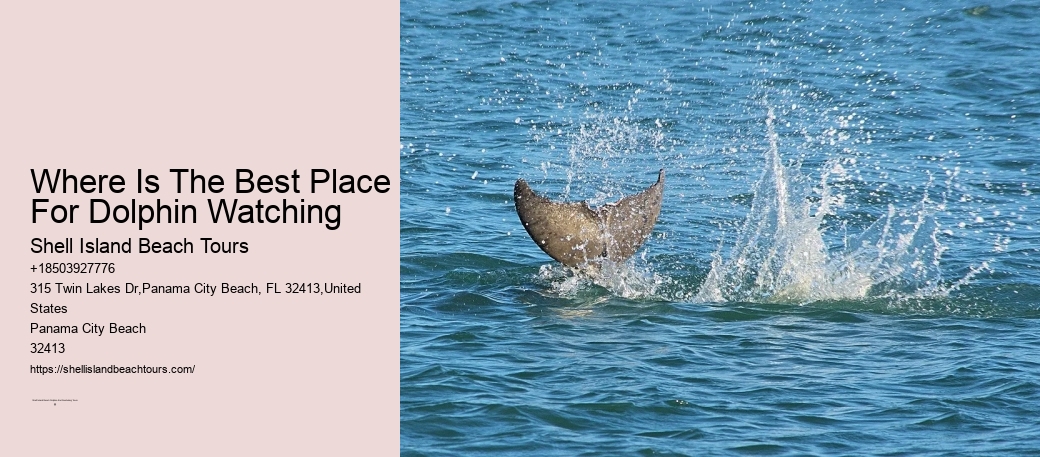 Where Is The Best Place
For Dolphin Watching
Shell Island Beach Tours
+18503927776
315 Twin Lakes Dr,Panama City Beach, FL 32413,United
States
Panama City Beach
32413
https://shellislandbeachtours.com/